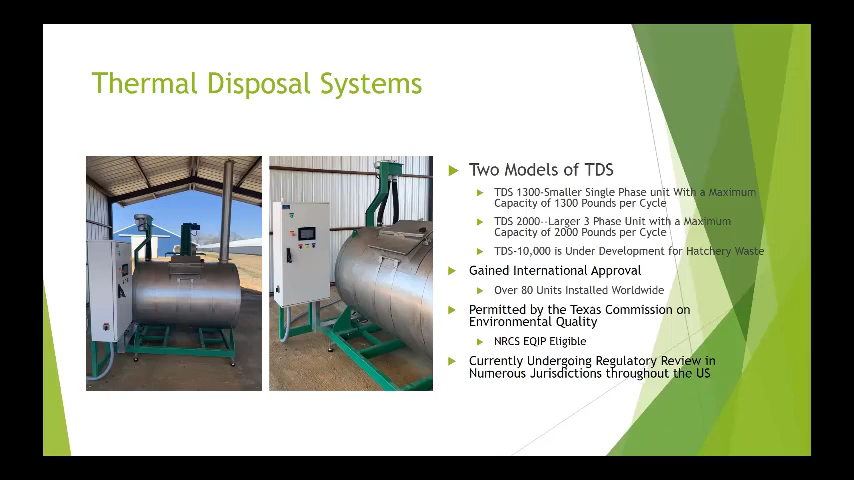 Thermal Disposal Systems
Two Models of TDS
TDS 1300-Smaller Single Phase unit With a Maximum
Capacity of 1300 Pounds per Cycle
TDS 2000--Larger 3 Phase Unit with a Maximum
Capacity of 2000 Pounds per Cycle
TDS-10,000 is Under Development for Hatchery Waste
Gained International Approval
Over 80 Units Installed Worldwide
Permitted by the Texas Commission on
Environmental Quality
NRCS EQIP Eligible
Currently Undergoing Regulatory Review in
Numerous Jurisdictions throughout the US